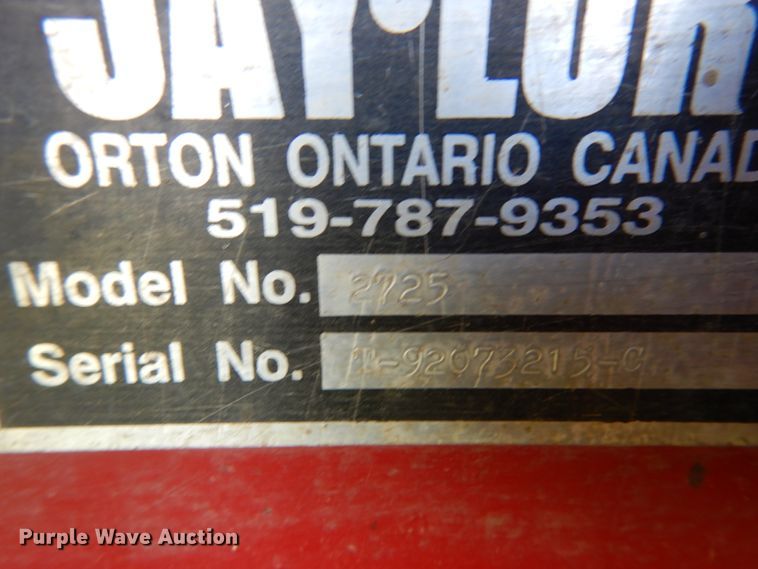 JAY·LOR
ORTON ONTARIO CANAD
519-787-9353
Model No. 2725
Serial No.
Purple Wave Auction